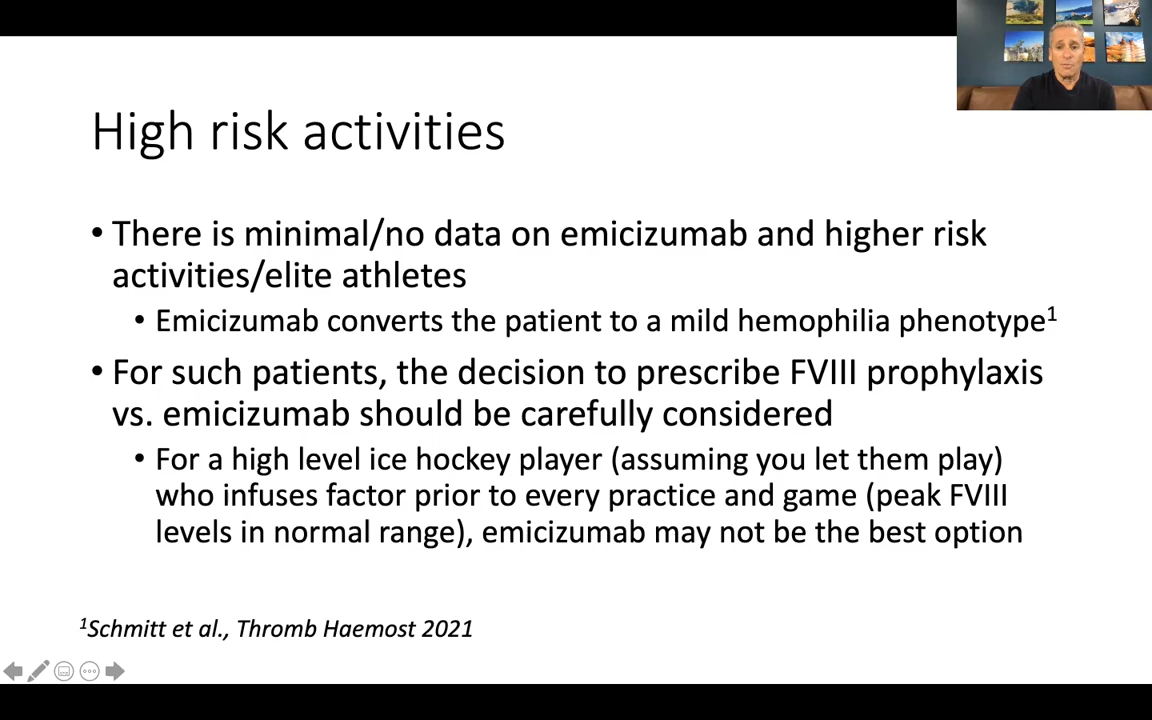 High risk activities
• There is minimal/no data on emicizumab and higher risk
activities/elite athletes
• Emicizumab converts the patient to a mild hemophilia phenotype¹
• For such patients, the decision to prescribe FVIII prophylaxis
vs. emicizumab should be carefully considered
• For a high level ice hockey player (assuming you let them play)
who infuses factor prior to every practice and game (peak FVIII
levels in normal range), emicizumab may not be the best option
¹Schmitt et al., Thromb Haemost 2021